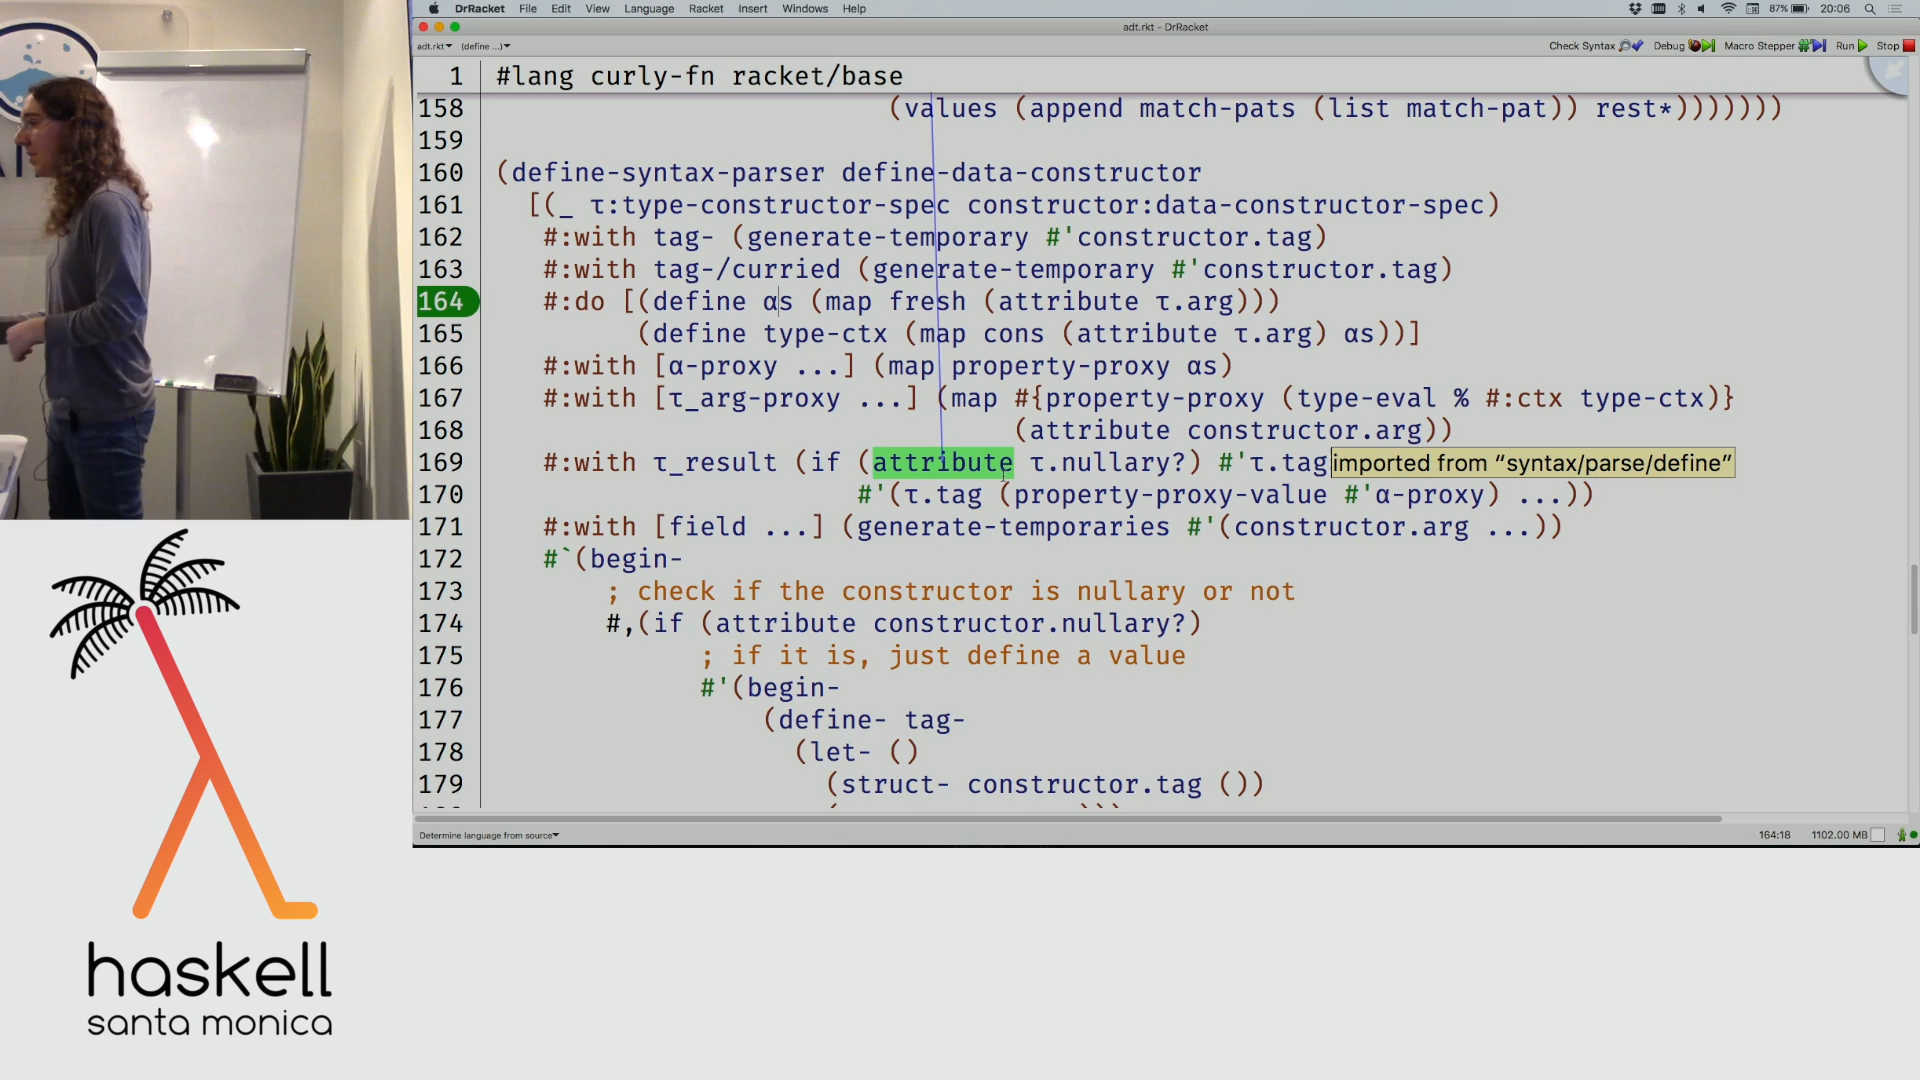 DrRacket File Edit View Language Racket Insert Windows Help 87% 20:06
adt.rkt - DrRacket
adt.rkt (define ...) Check Syntax Debug Macro Stepper Run Stop
1 #lang curly-fn racket/base
158 (values (append match-pats (list match-pat)) rest*)))))))
159
160 (define-syntax-parser define-data-constructor
161 [(_ τ:type-constructor-spec constructor:data-constructor-spec)
162 #:with tag- (generate-temporary #'constructor.tag)
163 #:with tag-/curried (generate-temporary #'constructor.tag)
164 #:do [(define αs (map fresh (attribute τ.arg)))
165 (define type-ctx (map cons (attribute τ.arg) αs))]
166 #:with [α-proxy ...] (map property-proxy αs)
167 #:with [τ_arg-proxy ...] (map #{property-proxy (type-eval % #:ctx type-ctx)}
168 (attribute constructor.arg))
169 #:with τ_result (if (attribute τ.nullary?) #'τ.tag imported from “syntax/parse/define”
170 #'(τ.tag (property-proxy-value #'α-proxy) ...))
171 #:with [field ...] (generate-temporaries #'(constructor.arg ...))
172 #`(begin-
173 ; check if the constructor is nullary or not
174 #,(if (attribute constructor.nullary?)
175 ; if it is, just define a value
176 #'(begin-
177 (define- tag-
178 (let- ()
179 (struct- constructor.tag ())
Determine language from source 164:18 1102.00 MB
haskell
santa monica